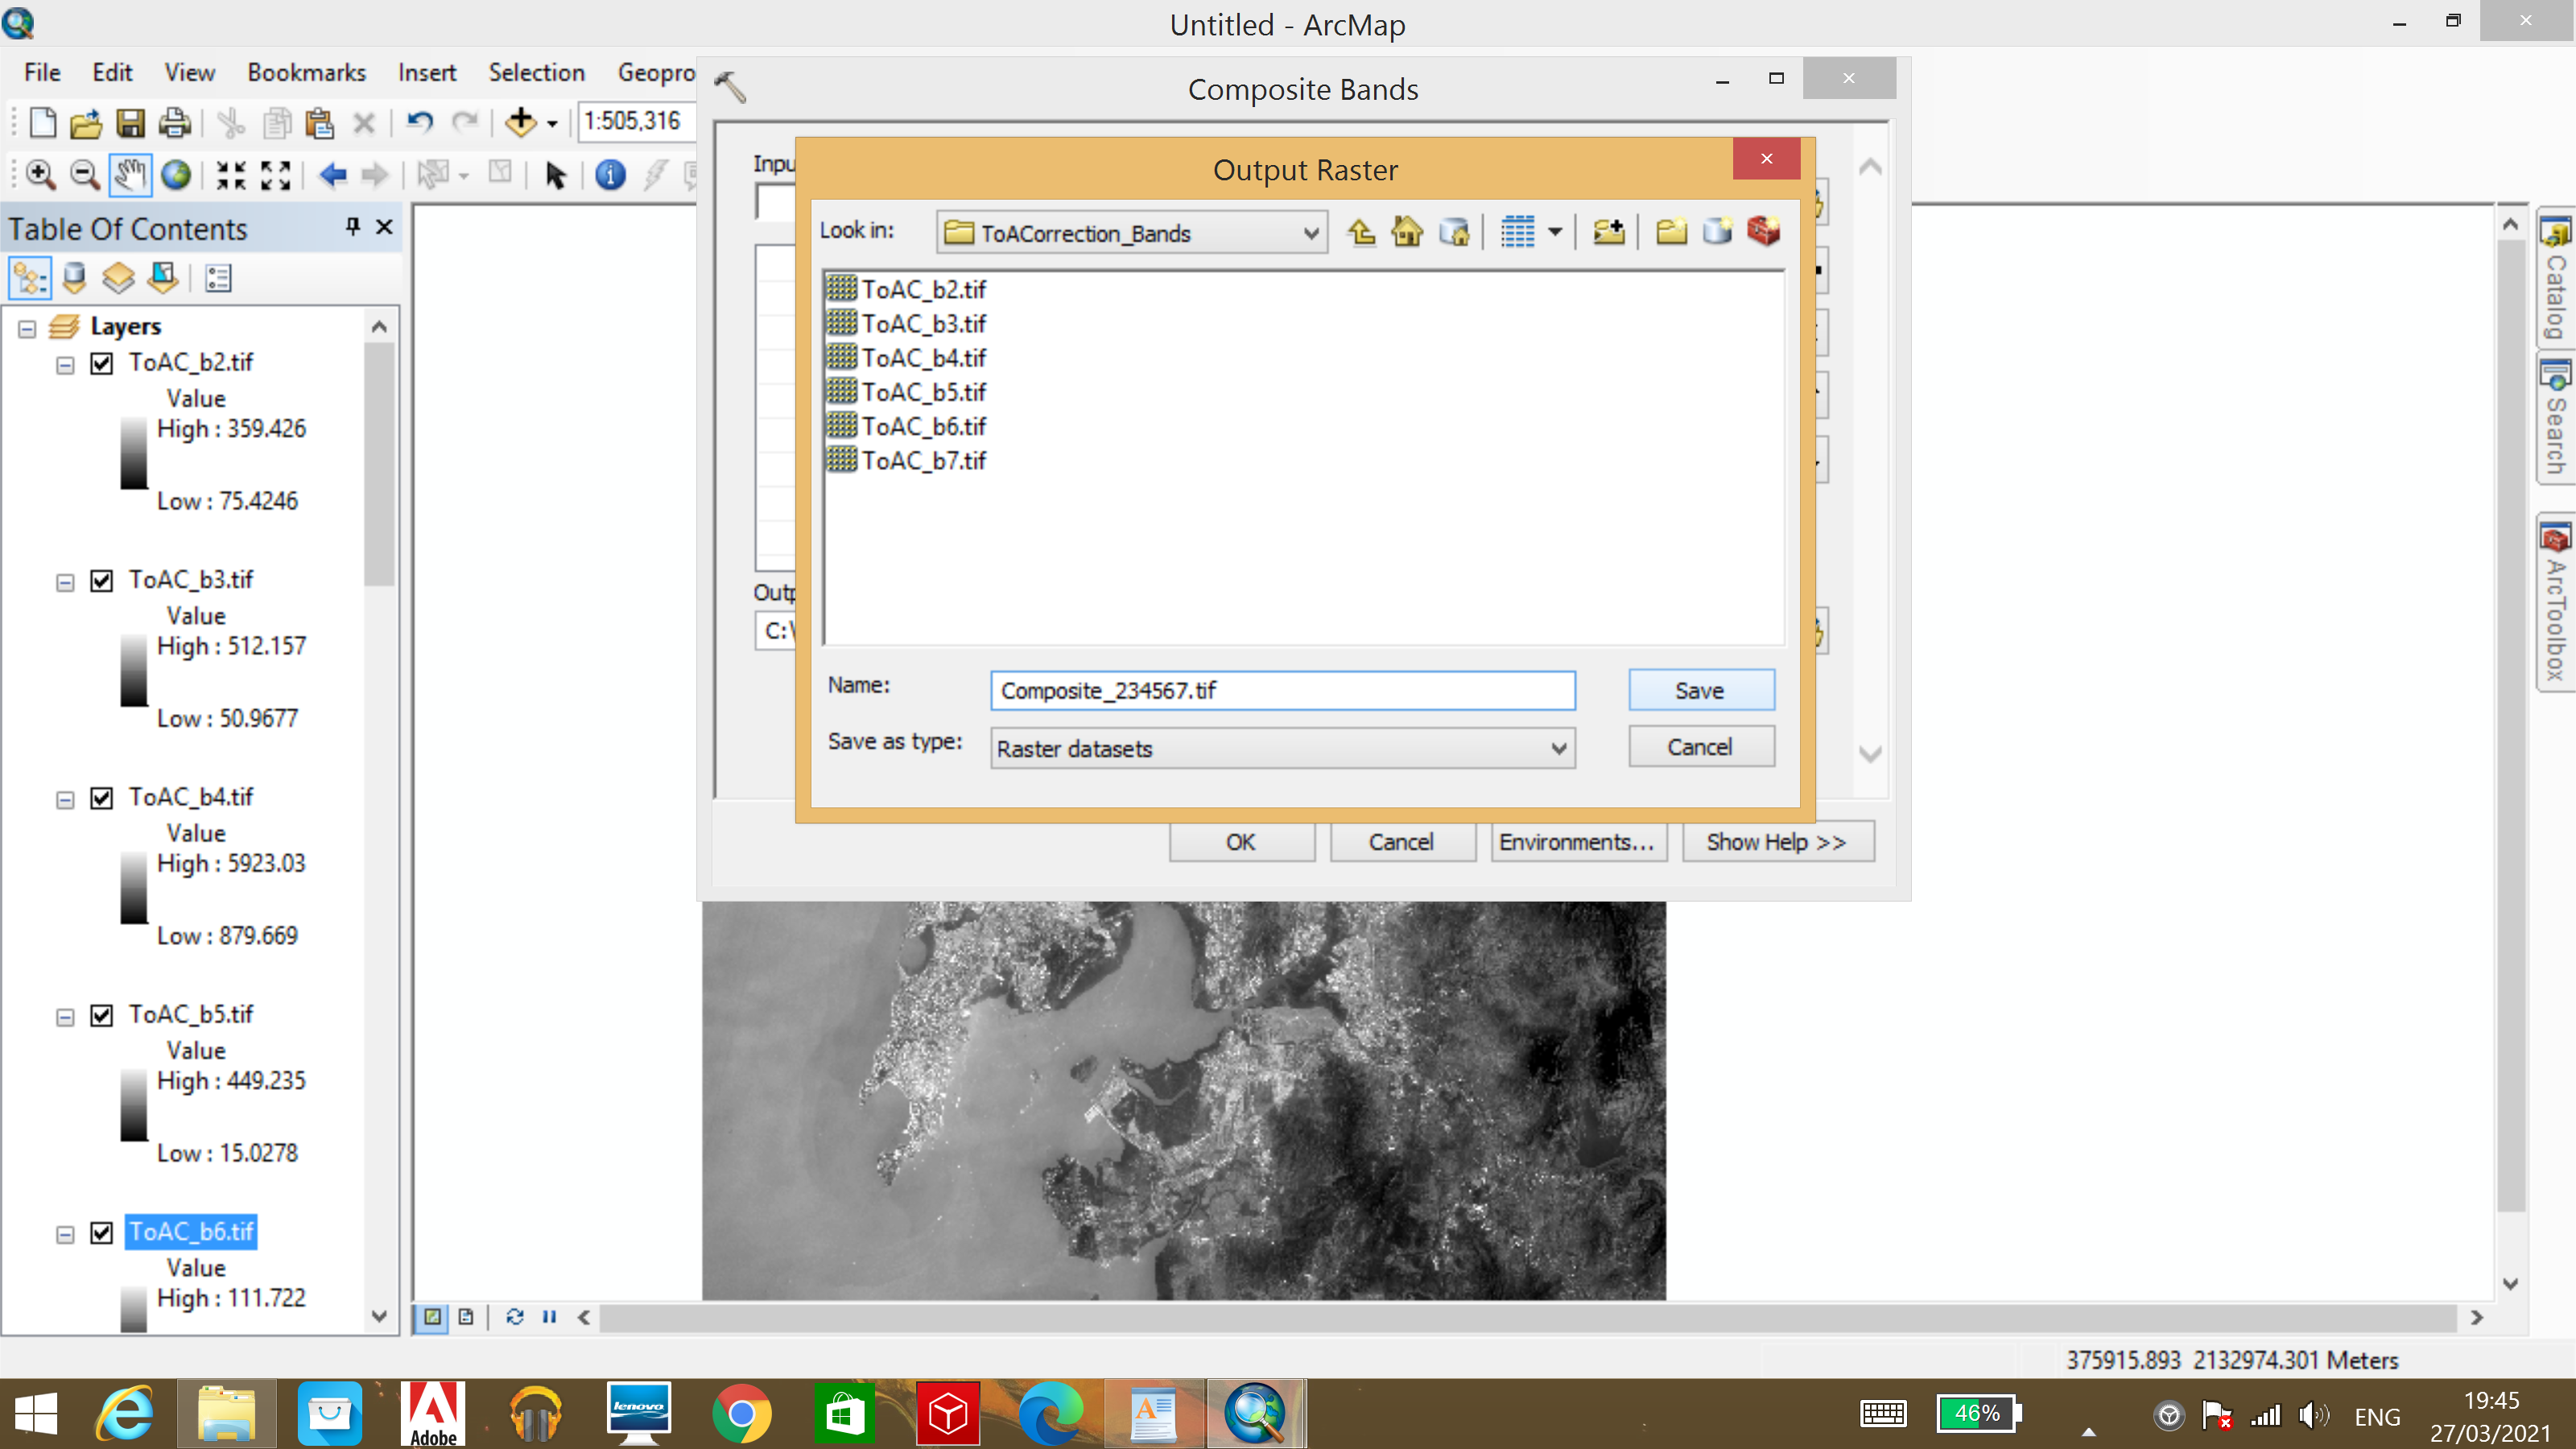 Untitled - ArcMap
File Edit View Bookmarks Insert Selection Geopro
1:505,316
Table Of Contents
Layers
ToAC_b2.tif
Value
High : 359.426
Low : 75.4246
ToAC_b3.tif
Value
High : 512.157
Low : 50.9677
ToAC_b4.tif
Value
High : 5923.03
Low : 879.669
ToAC_b5.tif
Value
High : 449.235
Low : 15.0278
ToAC_b6.tif
Value
High : 111.722
Composite Bands
Inpu
Outp
C:\
OK Cancel Environments... Show Help >>
Output Raster
Look in: ToACorrection_Bands
ToAC_b2.tif
ToAC_b3.tif
ToAC_b4.tif
ToAC_b5.tif
ToAC_b6.tif
ToAC_b7.tif
Name: Composite_234567.tif Save
Save as type: Raster datasets Cancel
Catalog
Search
ArcToolbox
375915.893 2132974.301 Meters
Adobe
lenovo
46%
ENG
19:45
27/03/2021